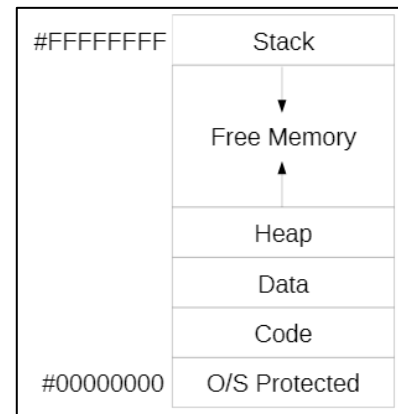 #FFFFFFFF Stack
Free Memory
Heap
Data
Code
#00000000 O/S Protected